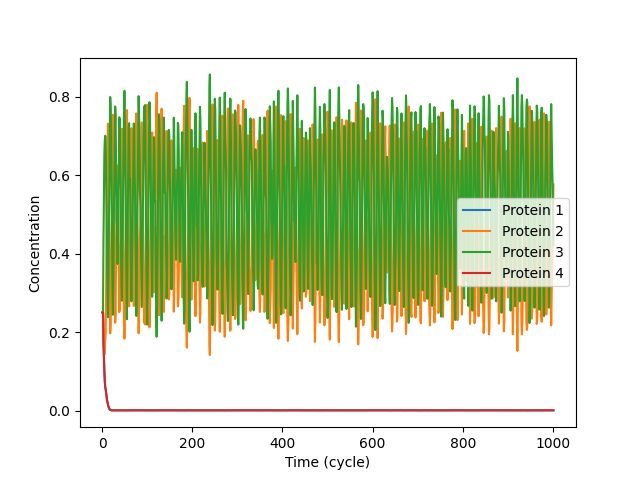 0.8
0.6
0.4
0.2
0.0
Concentration
Protein 1
Protein 2
Protein 3
Protein 4
0 200 400 600 800 1000
Time (cycle)